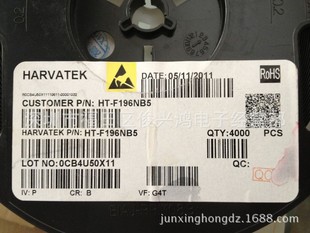 HARVATEK
DATE: 05/11/2011
RoHS
CUSTOMER P/N: HT-F196NB5
HARVATEK P/N: HT-F196NB5
QTY:4000 PCS
LOT NO:0CB4U50X11
QC:
IV: P CR: B VF: G4T
junxinghongdz.1688.com